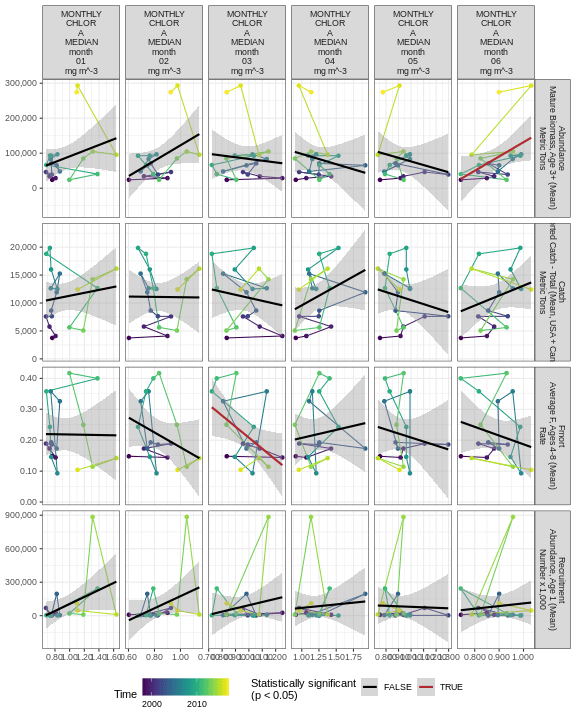 MONTHLY MONTHLY MONTHLY MONTHLY MONTHLY MONTHLY
CHLOR CHLOR CHLOR CHLOR CHLOR CHLOR
A A A A A A
MEDIAN MEDIAN MEDIAN MEDIAN MEDIAN MEDIAN
month month month month month month
01 02 03 04 05 06
mg m^-3 mg m^-3 mg m^-3 mg m^-3 mg m^-3 mg m^-3
300,000
200,000
100,000
0
Abundance
Mature Biomass, Age 3+ (Mean)
Metric Tons
20,000
15,000
10,000
5,000
0
Catch
Total (Mean, USA + Can
Metric Tons
0.40
0.30
0.20
0.10
0.00
Fmort
Average F, Ages 4-8 (Mean)
Rate
900,000
600,000
300,000
0
Recruitment
Abundance, Age 1 (Mean)
Number x 1,000
0.80 1.00 1.20 1.40 1.60 0.60 0.80 1.00 1.25 1.50 1.75 0.800 0.900 1.000
Time
2000 2010
Statistically significant
(p < 0.05)
FALSE TRUE